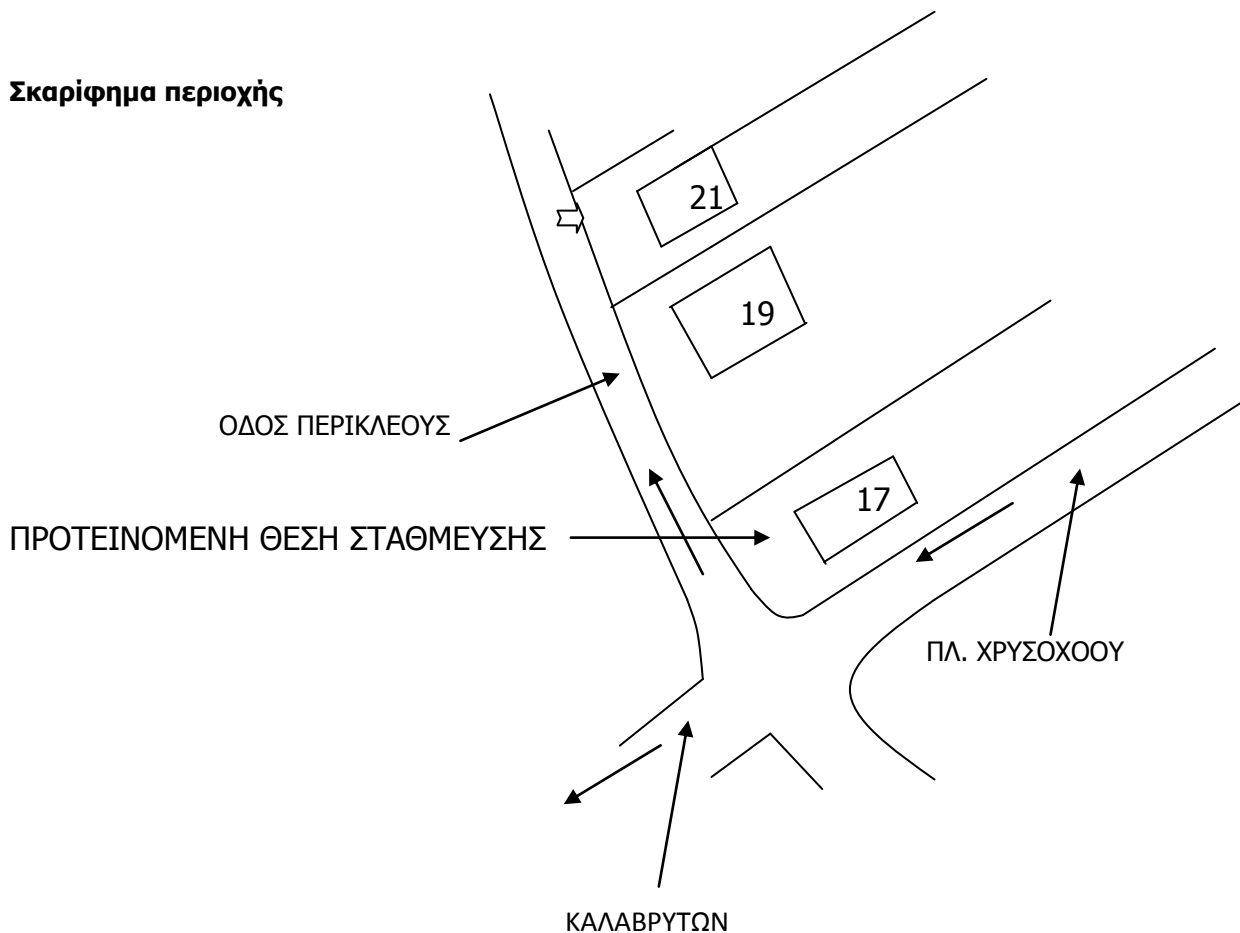 Σκαρίφημα περιοχής
21
19
ΟΔΟΣ ΠΕΡΙΚΛΕΟΥΣ
17
ΠΡΟΤΕΙΝΟΜΕΝΗ ΘΕΣΗ ΣΤΑΘΜΕΥΣΗΣ
ΠΛ. ΧΡΥΣΟΧΟΟΥ
ΚΑΛΑΒΡΥΤΩΝ